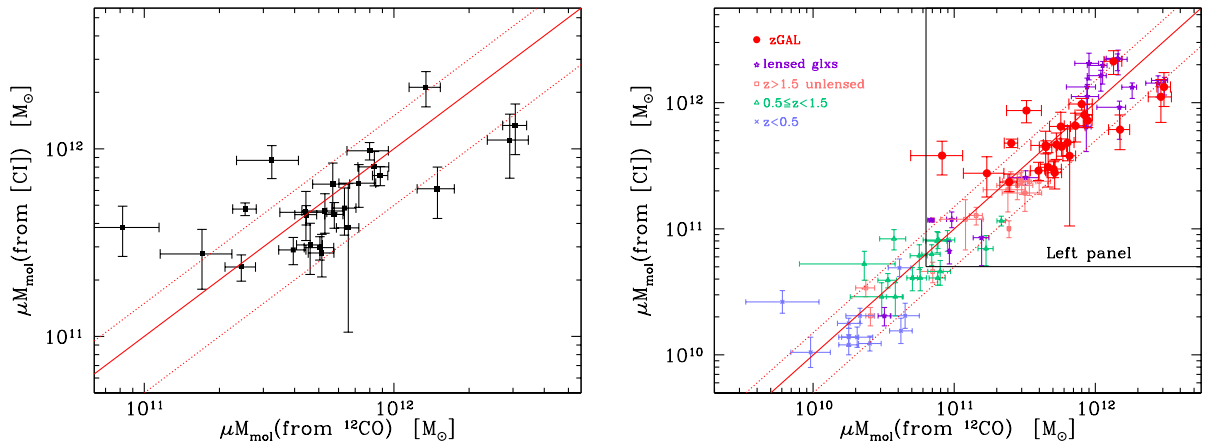 μM_mol(from [CI]) [M_⊙]
10¹²
10¹¹
10¹¹
10¹²
μM_mol(from ¹²CO) [M_⊙]
μM_mol(from [CI]) [M_⊙]
10¹²
10¹¹
10¹⁰
zGAL
lensed glxs
z>1.5 unlensed
0.5≦z<1.5
z<0.5
Left panel
10¹⁰
10¹¹
10¹²
μM_mol(from ¹²CO) [M_⊙]